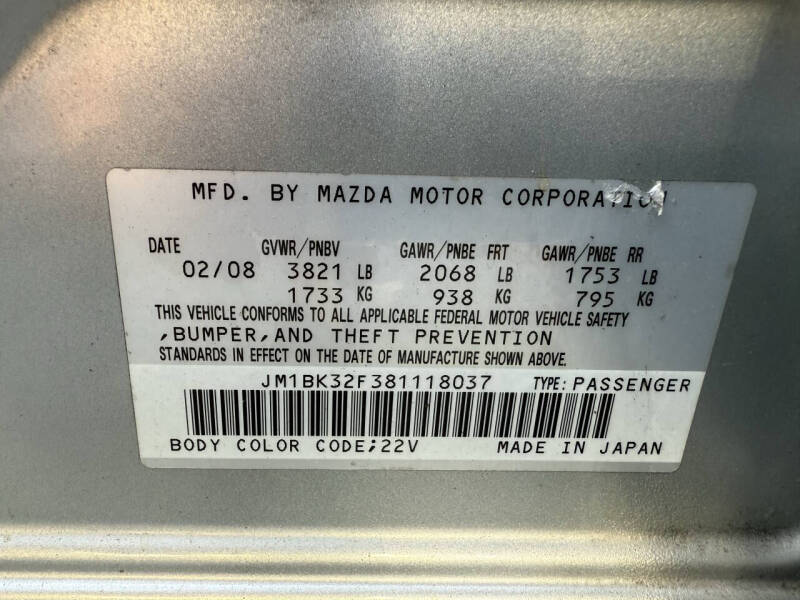 MFD. BY MAZDA MOTOR CORPORATION
DATE GVWR/PNBV GAWR/PNBE FRT GAWR/PNBE RR
02/08 3821 LB 2068 LB 1753 LB
1733 KG 938 KG 795 KG
THIS VEHICLE CONFORMS TO ALL APPLICABLE FEDERAL MOTOR VEHICLE SAFETY
,BUMPER,AND THEFT PREVENTION
STANDARDS IN EFFECT ON THE DATE OF MANUFACTURE SHOWN ABOVE.
JM1BK32F381118037 TYPE: PASSENGER
BODY COLOR CODE;22V MADE IN JAPAN